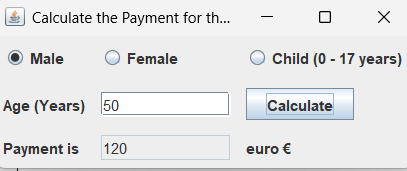 Calculate the Payment for th...
Male Female Child (0 - 17 years)
Age (Years) 50 Calculate
Payment is 120 euro €